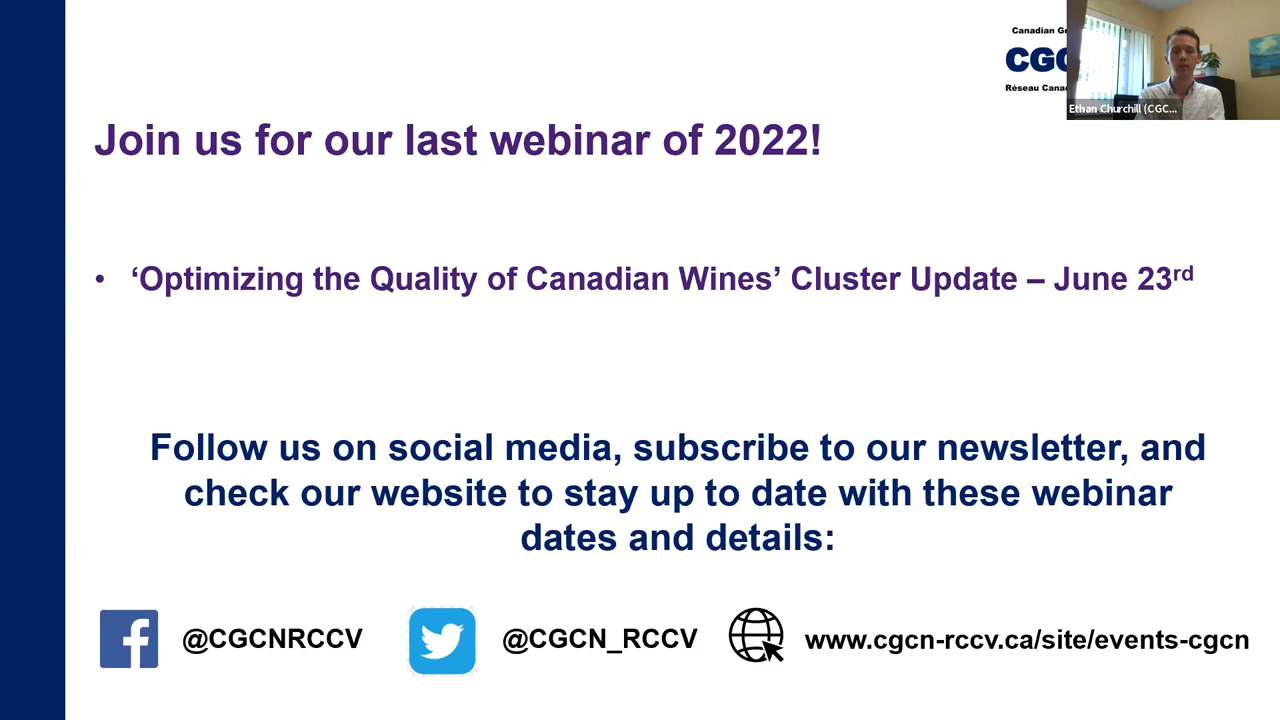 Canadian Gr
CGC
Réseau Cana
Ethan Churchill (CGC...
Join us for our last webinar of 2022!
• ‘Optimizing the Quality of Canadian Wines’ Cluster Update – June 23rd
Follow us on social media, subscribe to our newsletter, and
check our website to stay up to date with these webinar
dates and details:
@CGCNRCCV
@CGCN_RCCV
www.cgcn-rccv.ca/site/events-cgcn